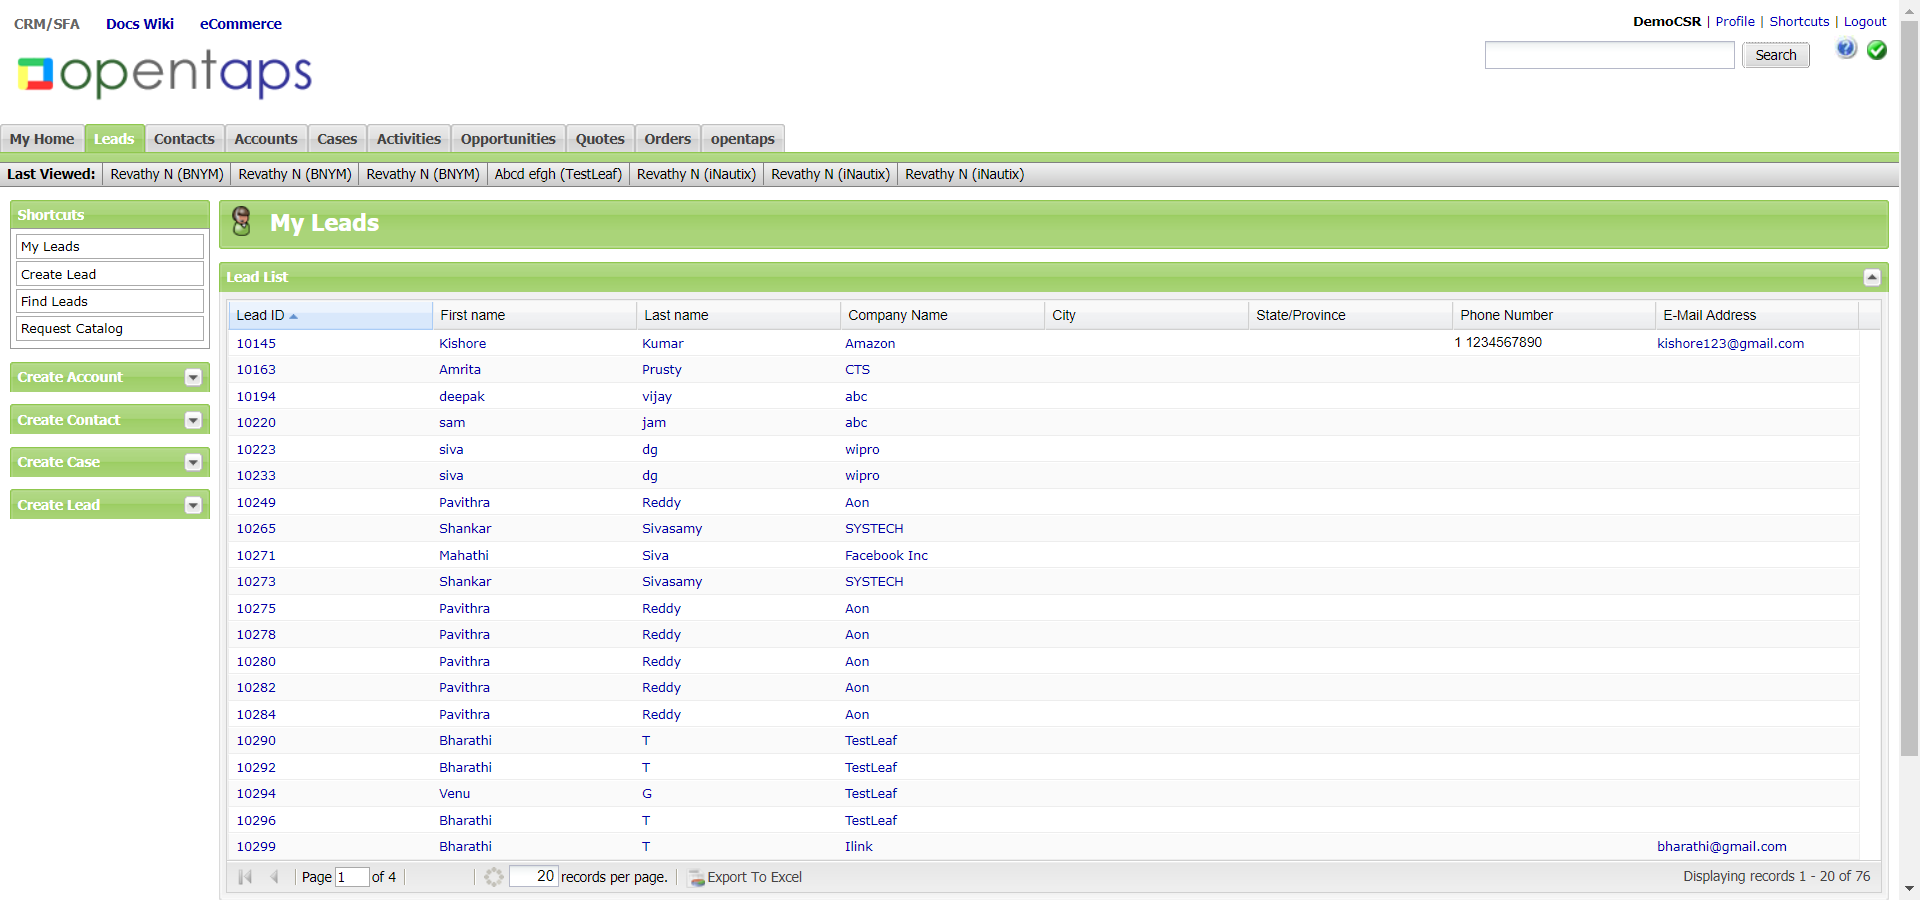 CRM/SFA Docs Wiki eCommerce
DemoCSR | Profile | Shortcuts | Logout
Search
opentaps
My Home Leads Contacts Accounts Cases Activities Opportunities Quotes Orders opentaps
Last Viewed: Revathy N (BNYM) Revathy N (BNYM) Revathy N (BNYM) Abcd efgh (TestLeaf) Revathy N (iNautix) Revathy N (iNautix) Revathy N (iNautix)
Shortcuts
My Leads
Create Lead
Find Leads
Request Catalog
Create Account
Create Contact
Create Case
Create Lead
My Leads
Lead List
Lead ID First name Last name Company Name City State/Province Phone Number E-Mail Address
10145 Kishore Kumar Amazon 1 1234567890 kishore123@gmail.com
10163 Amrita Prusty CTS
10194 deepak vijay abc
10220 sam jam abc
10223 siva dg wipro
10233 siva dg wipro
10249 Pavithra Reddy Aon
10265 Shankar Sivasamy SYSTECH
10271 Mahathi Siva Facebook Inc
10273 Shankar Sivasamy SYSTECH
10275 Pavithra Reddy Aon
10278 Pavithra Reddy Aon
10280 Pavithra Reddy Aon
10282 Pavithra Reddy Aon
10284 Pavithra Reddy Aon
10290 Bharathi T TestLeaf
10292 Bharathi T TestLeaf
10294 Venu G TestLeaf
10296 Bharathi T TestLeaf
10299 Bharathi T Ilink bharathi@gmail.com
Page 1 of 4 20 records per page. Export To Excel Displaying records 1 - 20 of 76